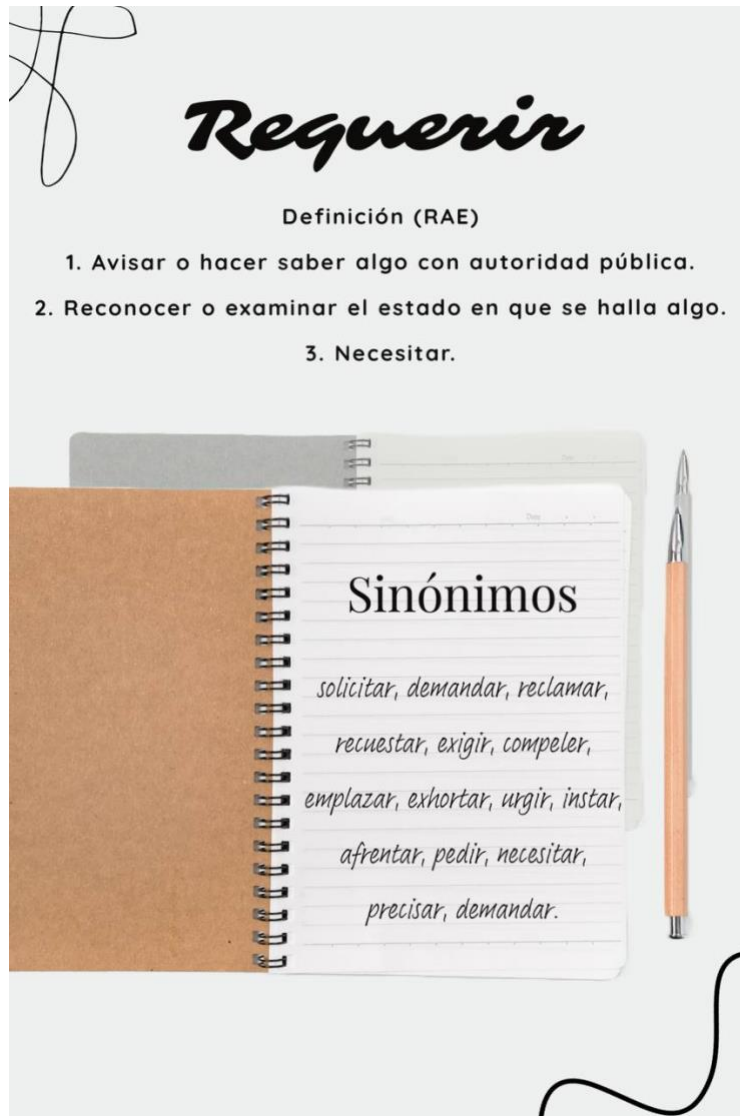 Requerir
Definición (RAE)
1. Avisar o hacer saber algo con autoridad pública.
2. Reconocer o examinar el estado en que se halla algo.
3. Necesitar.
Date
Sinónimos
solicitar, demandar, reclamar,
recuestar, exigir, compeler,
emplazar, exhortar, urgir, instar,
afrentar, pedir, necesitar,
precisar, demandar.